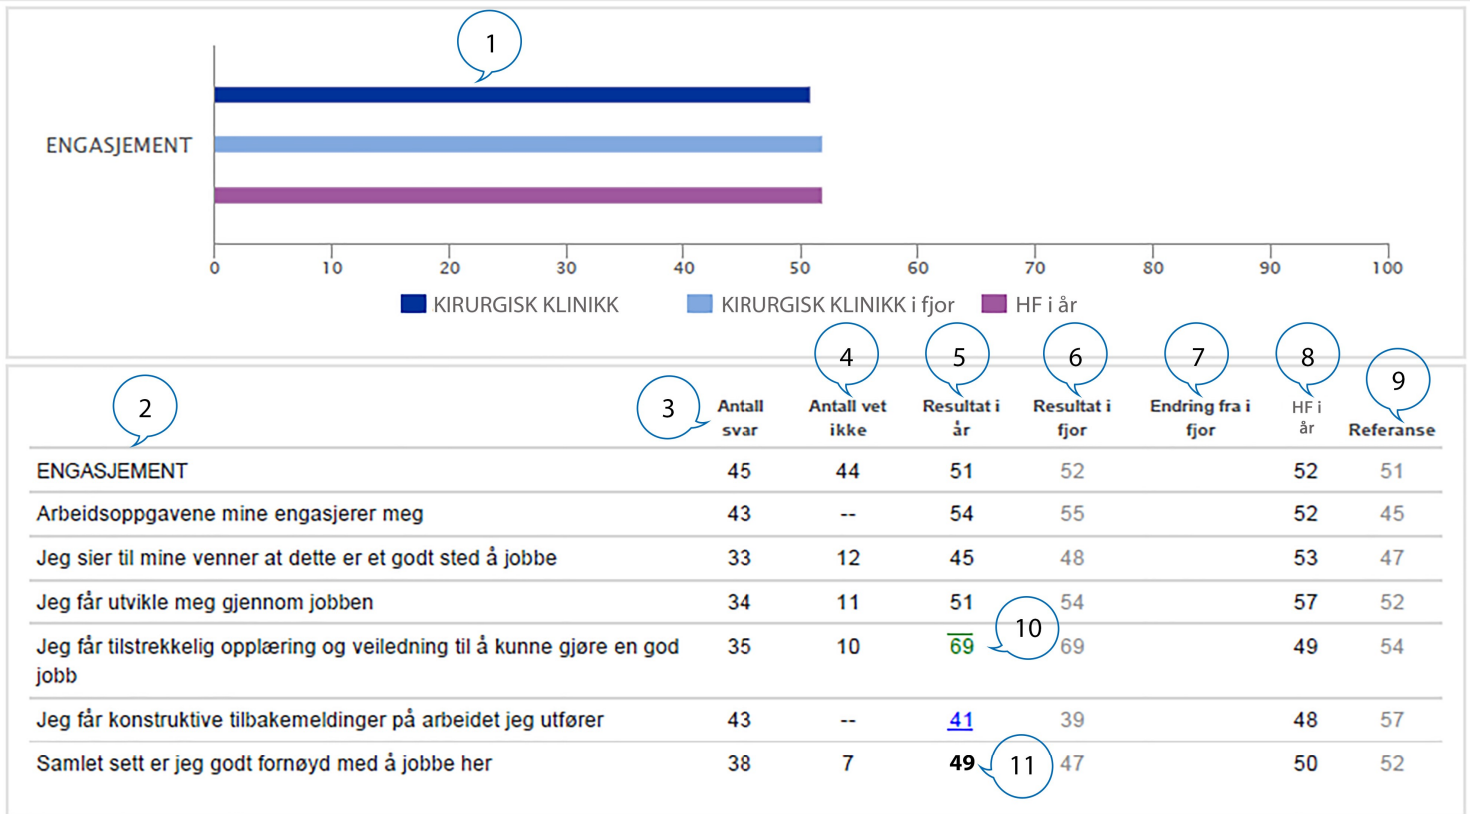 1
ENGASJEMENT
0 10 20 30 40 50 60 70 80 90 100
KIRURGISK KLINIKK KIRURGISK KLINIKK i fjor HF i år
2 3 4 5 6 7 8 9
Antall svar Antall vet ikke Resultat i år Resultat i fjor Endring fra i fjor HF i år Referanse
ENGASJEMENT 45 44 51 52 52 51
Arbeidsoppgavene mine engasjerer meg 43 -- 54 55 52 45
Jeg sier til mine venner at dette er et godt sted å jobbe 33 12 45 48 53 47
Jeg får utvikle meg gjennom jobben 34 11 51 54 57 52
10
Jeg får tilstrekkelig opplæring og veiledning til å kunne gjøre en god 35 10 69 69 49 54
jobb
Jeg får konstruktive tilbakemeldinger på arbeidet jeg utfører 43 -- 41 39 48 57
Samlet sett er jeg godt fornøyd med å jobbe her 38 7 49 11 47 50 52